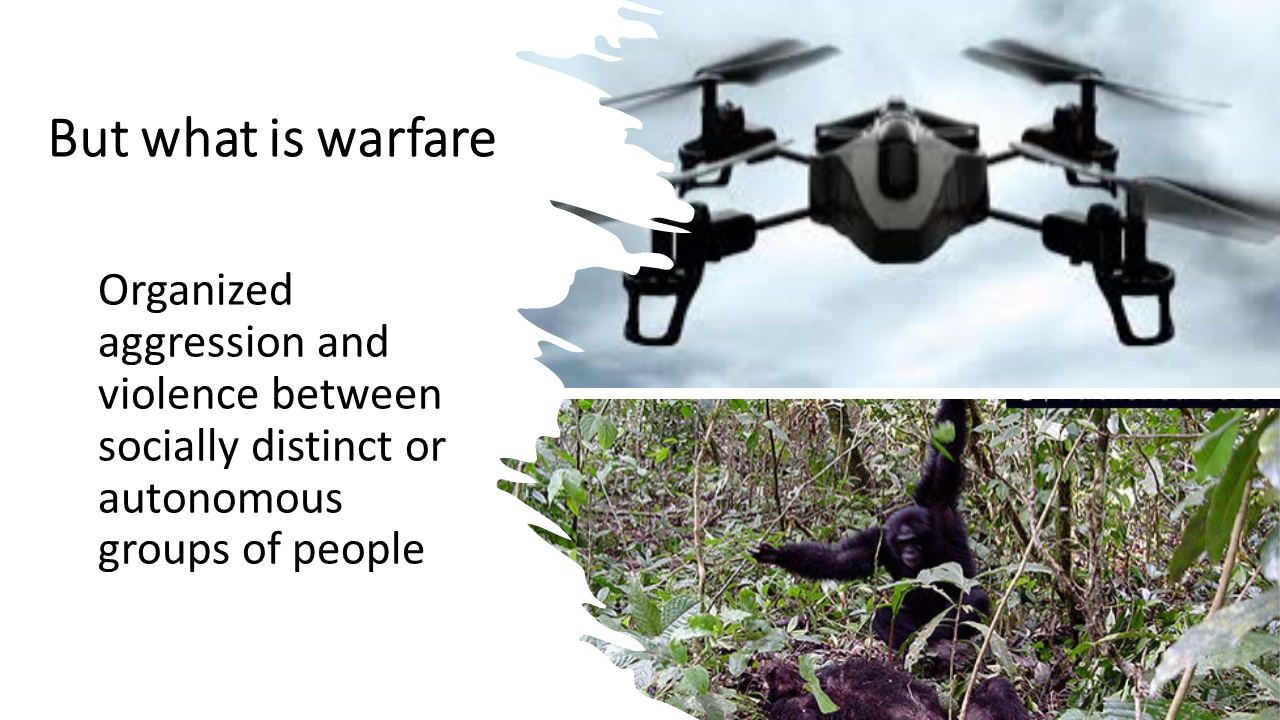 But what is warfare
Organized
aggression and
violence between
socially distinct or
autonomous
groups of people